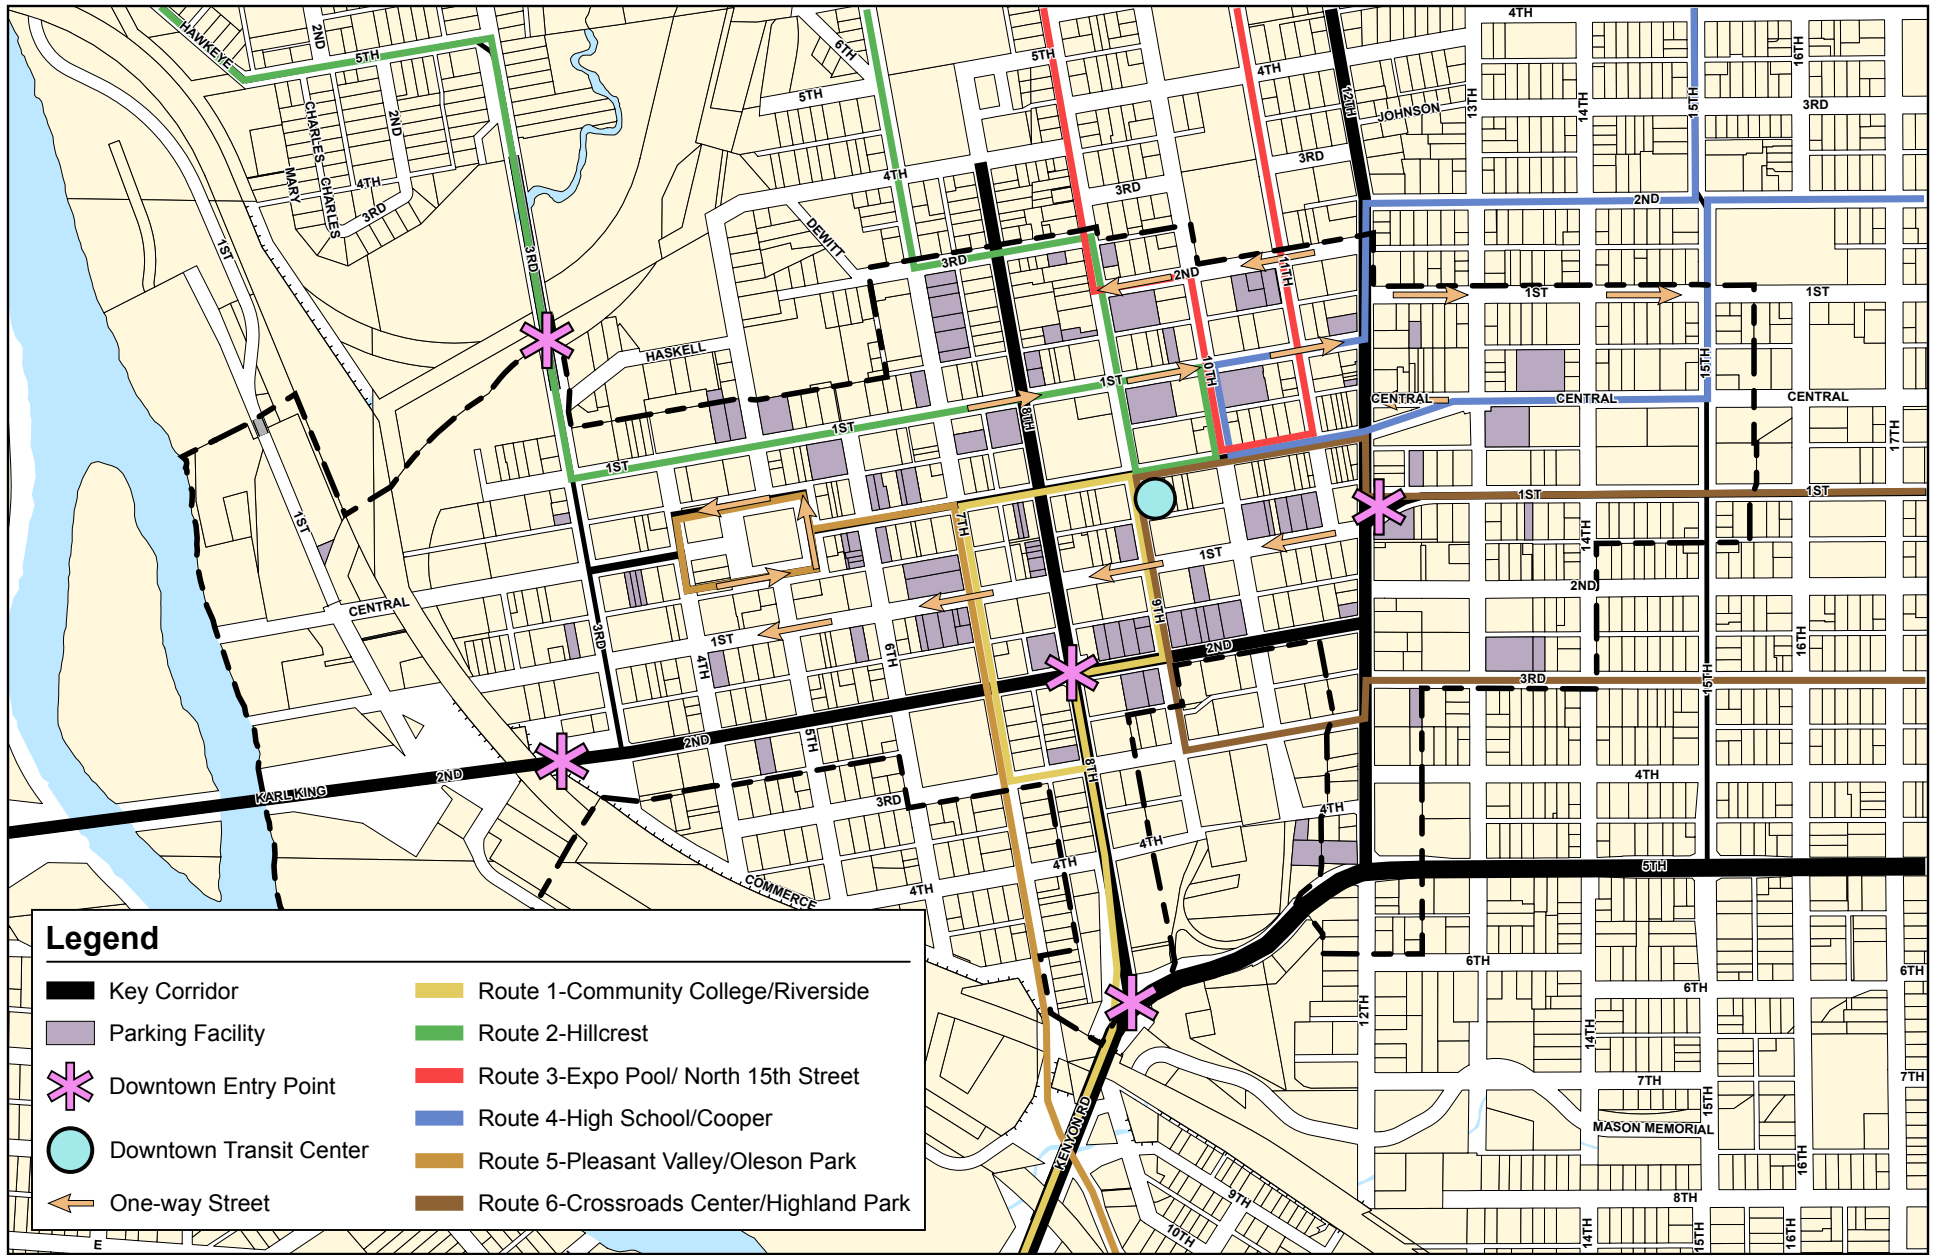 4TH
HAWKEYE
2ND
5TH
6TH
5TH
4TH
12TH
JOHNSON
13TH
14TH
15TH
16TH
3RD
5TH
CHARLES
2ND
MARY
CHARLES
4TH
3RD
4TH
3RD
3RD
2ND
DEWITT
1ST
3RD
3RD
2ND
11TH
1ST
1ST
HASKELL
10TH
15TH
1ST
8TH
CENTRAL
CENTRAL
CENTRAL
1ST
17TH
1ST
1ST
1ST
1ST
7TH
14TH
1ST
2ND
CENTRAL
9TH
3RD
1ST
4TH
6TH
2ND
16TH
3RD
15TH
2ND
5TH
2ND
KARL KING
8TH
4TH
3RD
4TH
4TH
4TH
5TH
COMMERCE
4TH
6TH
6TH
6TH
12TH
14TH
7TH
7TH
15TH
MASON MEMORIAL
KENYON RD
16TH
9TH
8TH
10TH
14TH
15TH
16TH
E
Legend
Key Corridor
Parking Facility
Downtown Entry Point
Downtown Transit Center
One-way Street
Route 1-Community College/Riverside
Route 2-Hillcrest
Route 3-Expo Pool/ North 15th Street
Route 4-High School/Cooper
Route 5-Pleasant Valley/Oleson Park
Route 6-Crossroads Center/Highland Park